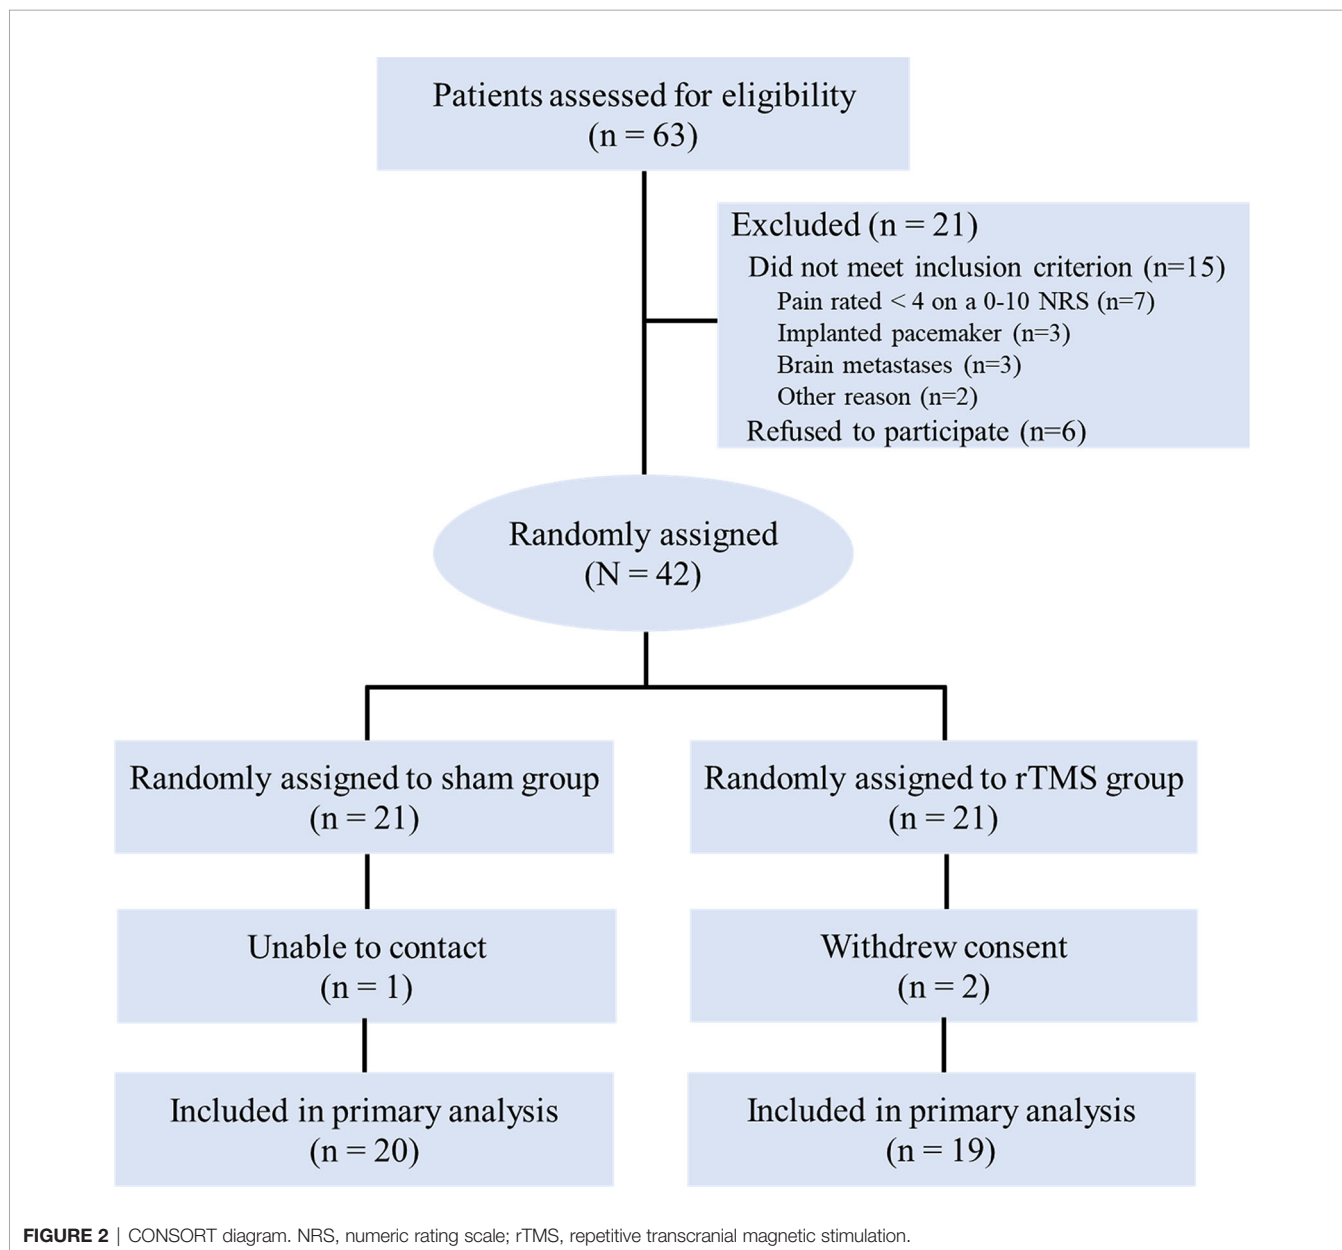 Patients assessed for eligibility
(n = 63)
Excluded (n = 21)
Did not meet inclusion criterion (n=15)
Pain rated < 4 on a 0-10 NRS (n=7)
Implanted pacemaker (n=3)
Brain metastases (n=3)
Other reason (n=2)
Refused to participate (n=6)
Randomly assigned
(N = 42)
Randomly assigned to sham group
(n = 21)
Randomly assigned to rTMS group
(n = 21)
Unable to contact
(n = 1)
Withdrew consent
(n = 2)
Included in primary analysis
(n = 20)
Included in primary analysis
(n = 19)
FIGURE 2 | CONSORT diagram. NRS, numeric rating scale; rTMS, repetitive transcranial magnetic stimulation.